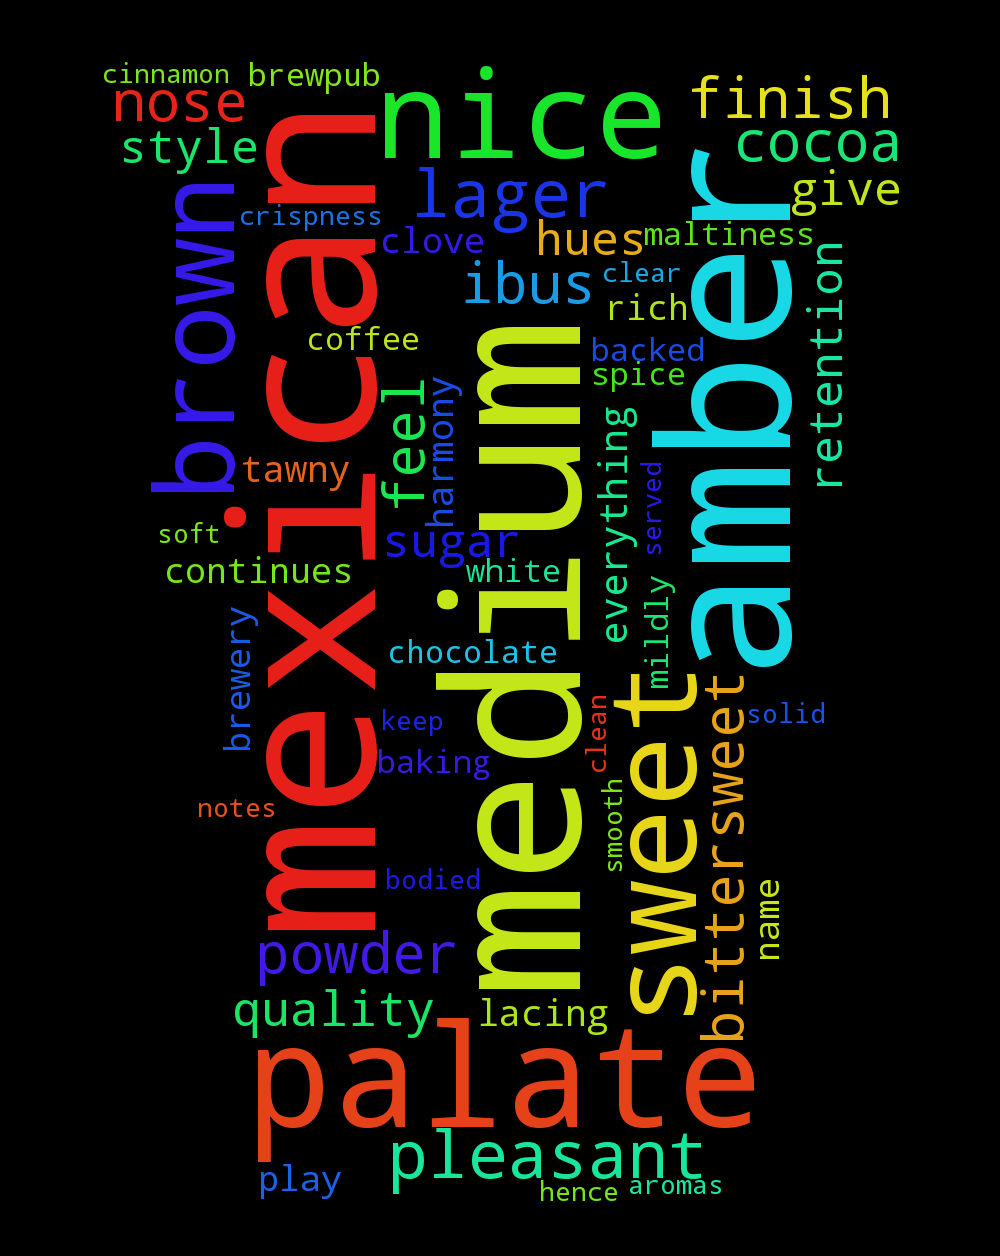 cinnamon
brewpub
nice
finish
nose
cocoa
style
mexican
amber
lager
give
brown
crispness
clove
hues
maltiness
ibus
clear
retention
rich
coffee
medium
backed
spice
feel
harmony
everything
tawny
served
soft
sugar
continues
white
mildly
brewery
chocolate
sweet
bittersweet
keep
clean
solid
baking
notes
smooth
bodied
name
powder
quality
lacing
palate
pleasant
play
hence
aromas